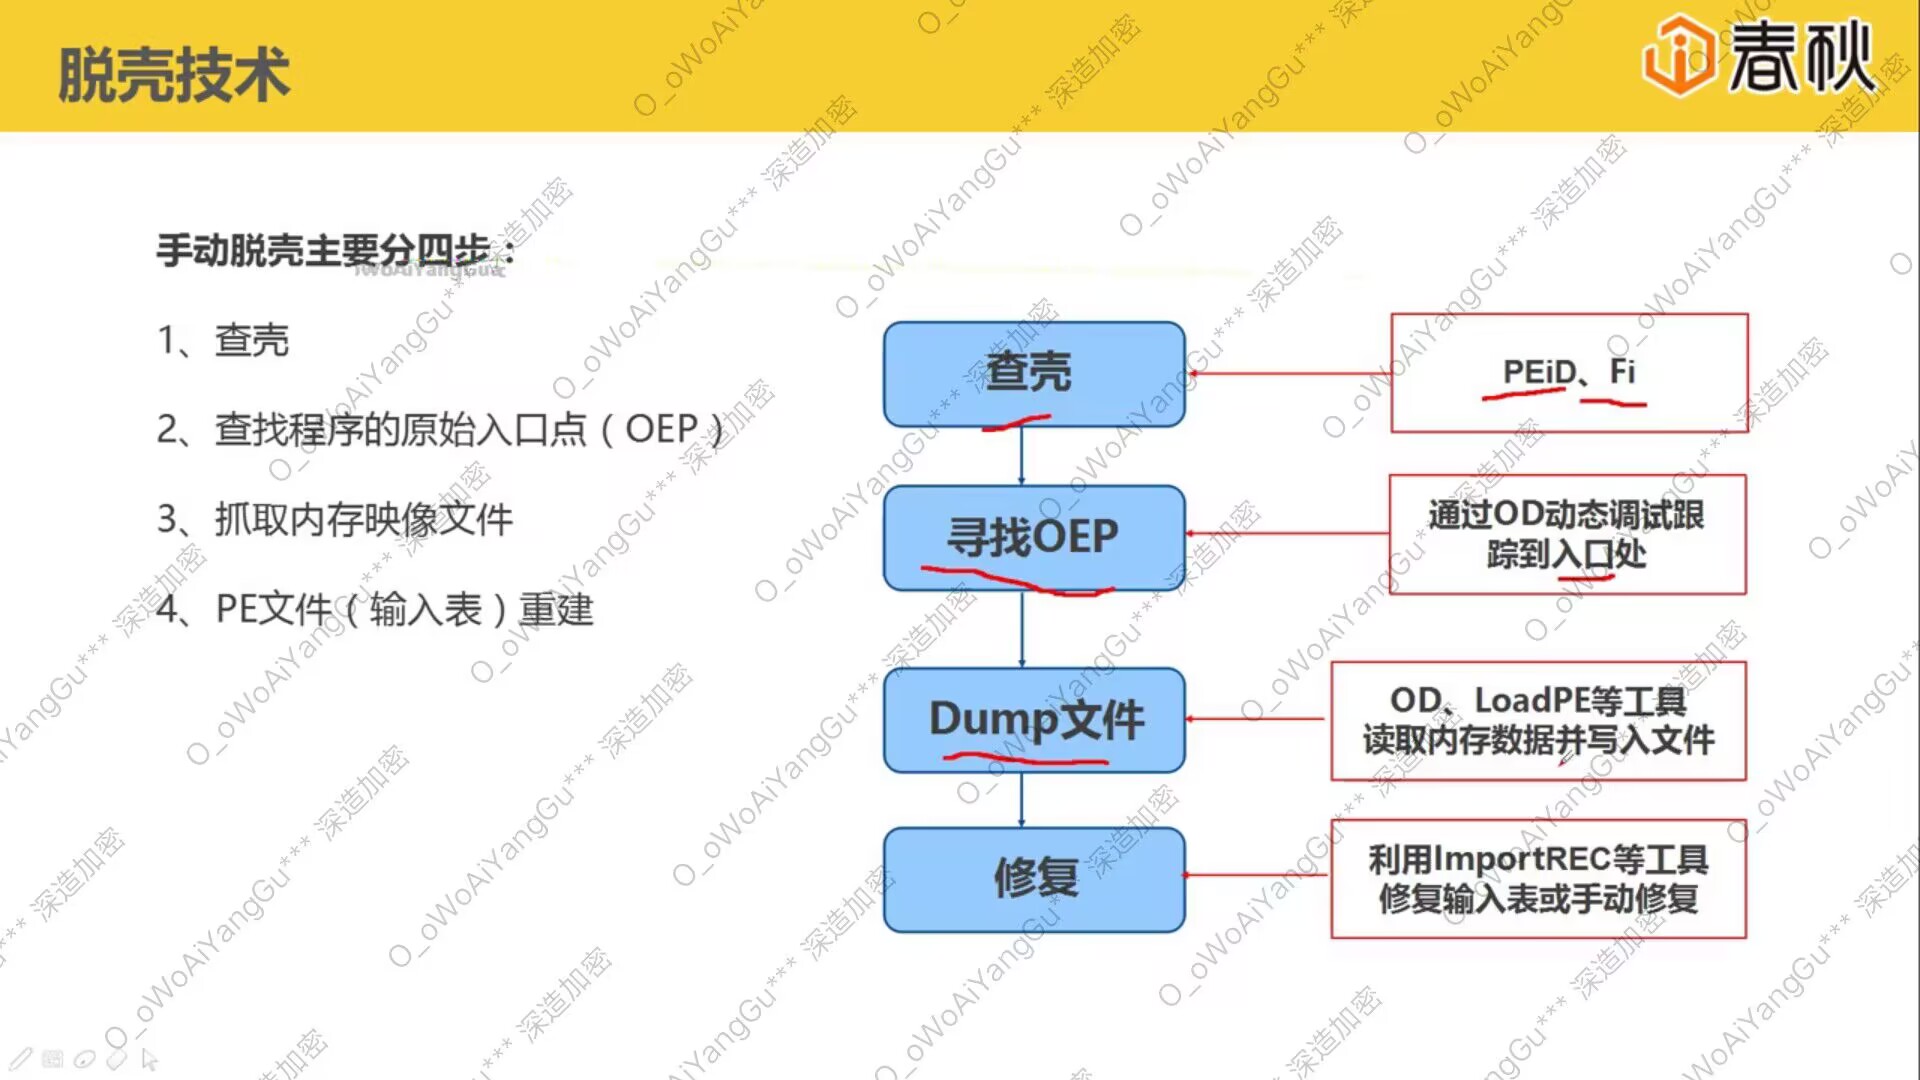 脱壳技术
春秋
手动脱壳主要分四步：
1、查壳
2、查找程序的原始入口点（OEP）
3、抓取内存映像文件
4、PE文件（输入表）重建
查壳
PEiD、Fi
寻找OEP
通过OD动态调试跟
踪到入口处
Dump文件
OD、LoadPE等工具
读取内存数据并写入文件
修复
利用ImportREC等工具
修复输入表或手动修复
O_oWoAiYangGu*** 深造加密